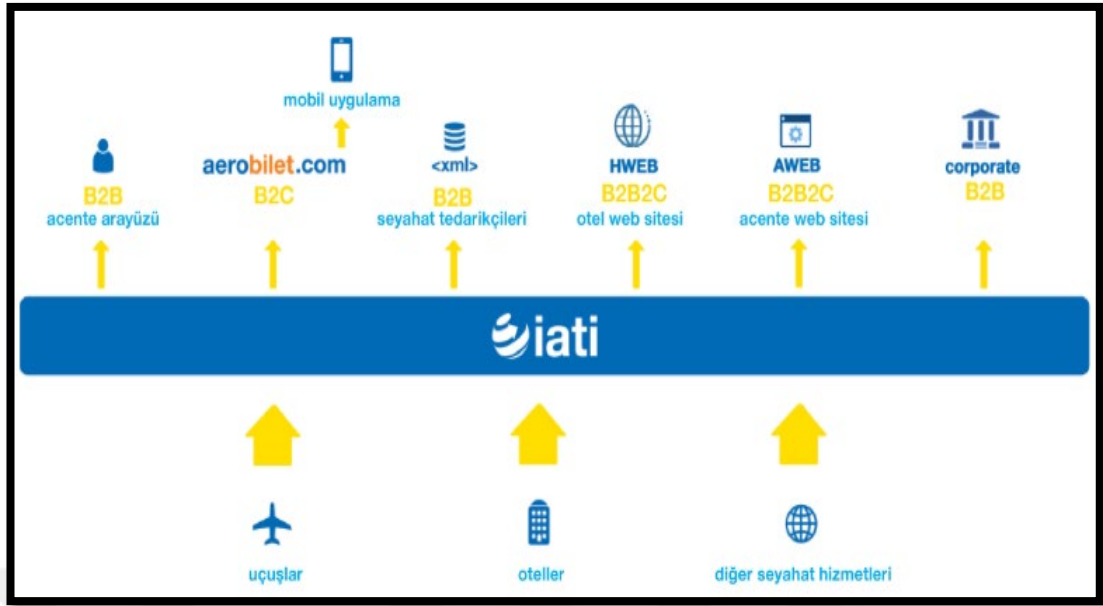 mobil uygulama
aerobilet.com
<xml>
HWEB
AWEB
corporate
B2B
B2C
B2B
B2B2C
B2B2C
B2B
acente arayüzü
seyahat tedarikçileri
otel web sitesi
acente web sitesi
iati
uçuşlar
oteller
diğer seyahat hizmetleri